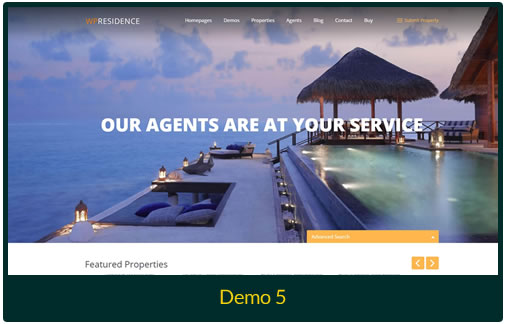 WPRESIDENCE
Homepages Demos Properties Agents Blog Contact Buy Submit Property
OUR AGENTS ARE AT YOUR SERVICE
Advanced Search
Featured Properties
Demo 5